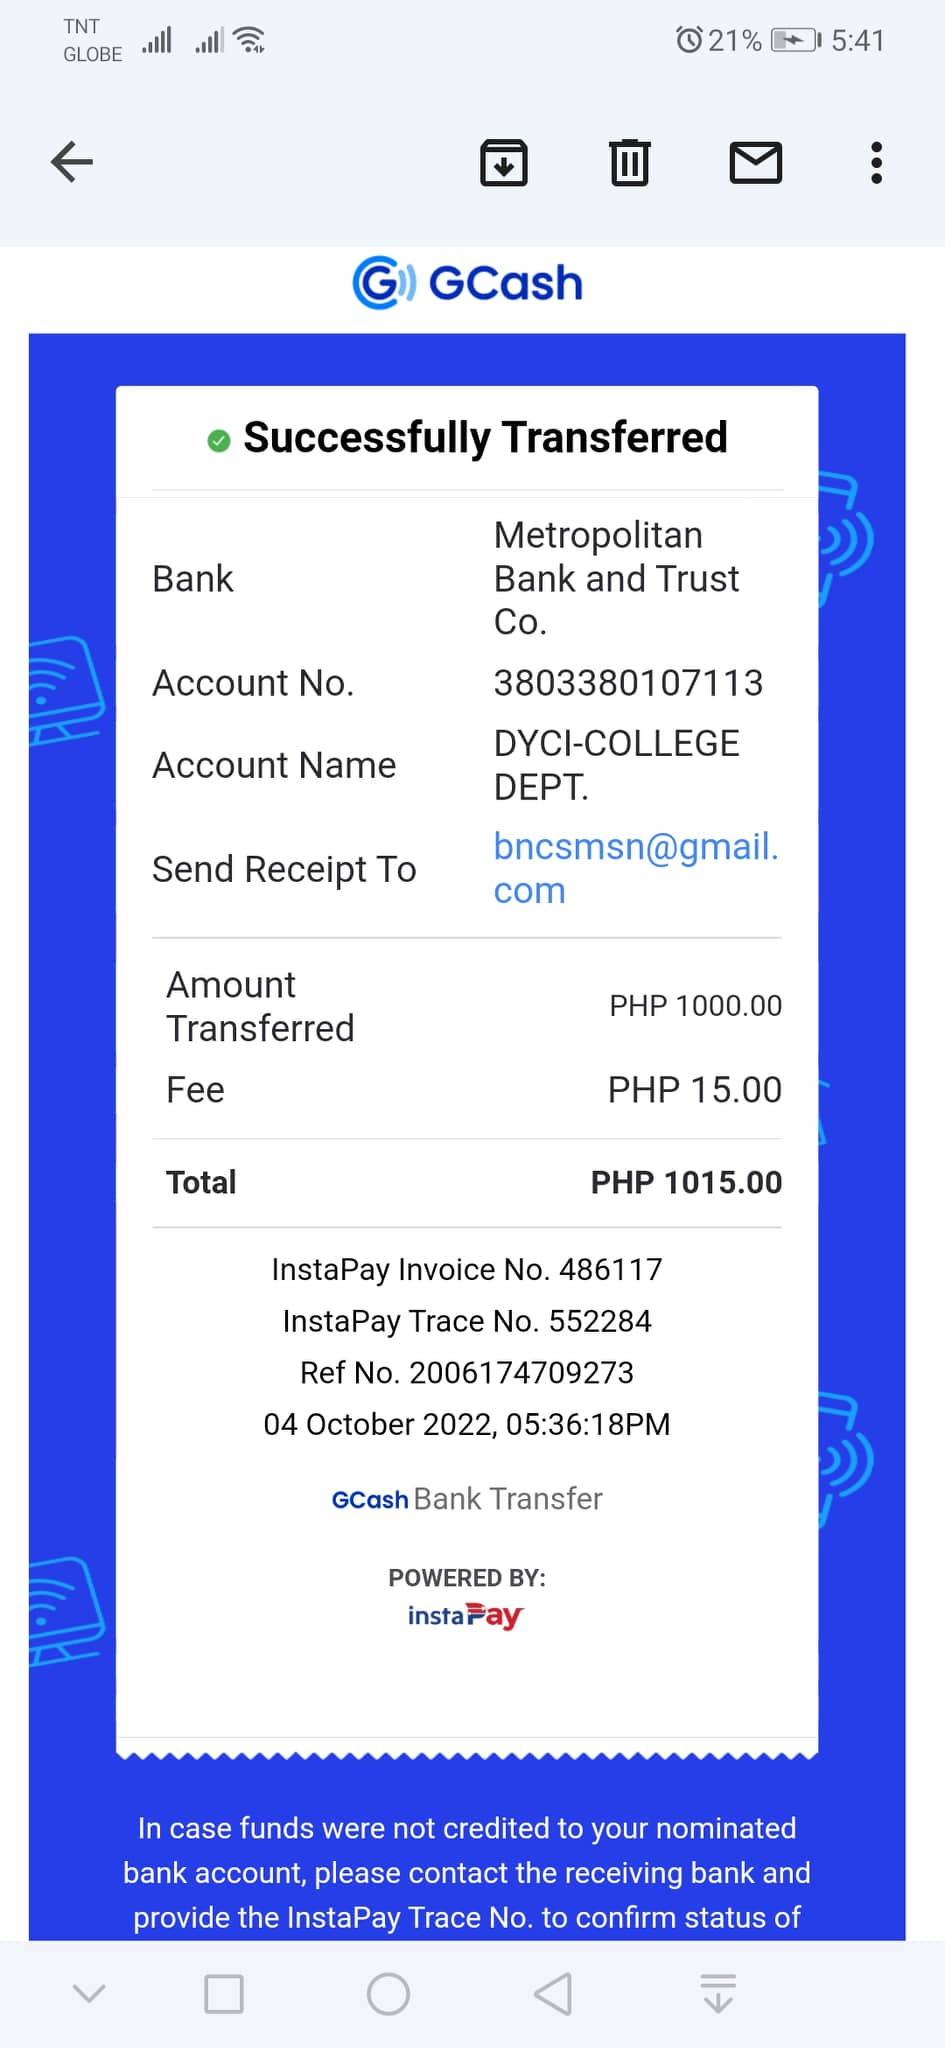 TNT
GLOBE
21%
5:41
GCash
Successfully Transferred
Bank
Metropolitan
Bank and Trust
Co.
Account No.
3803380107113
Account Name
DYCI-COLLEGE
DEPT.
Send Receipt To
bncsmsn@gmail.
com
Amount
Transferred
PHP 1000.00
Fee
PHP 15.00
Total
PHP 1015.00
InstaPay Invoice No. 486117
InstaPay Trace No. 552284
Ref No. 2006174709273
04 October 2022, 05:36:18PM
GCash Bank Transfer
POWERED BY:
instaPay
In case funds were not credited to your nominated
bank account, please contact the receiving bank and
provide the InstaPay Trace No. to confirm status of